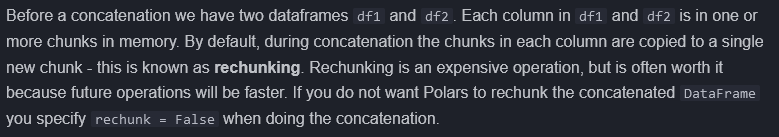 Before a concatenation we have two dataframes df1 and df2. Each column in df1 and df2 is in one or
more chunks in memory. By default, during concatenation the chunks in each column are copied to a single
new chunk - this is known as rechunking. Rechunking is an expensive operation, but is often worth it
because future operations will be faster. If you do not want Polars to rechunk the concatenated DataFrame
you specify rechunk = False when doing the concatenation.